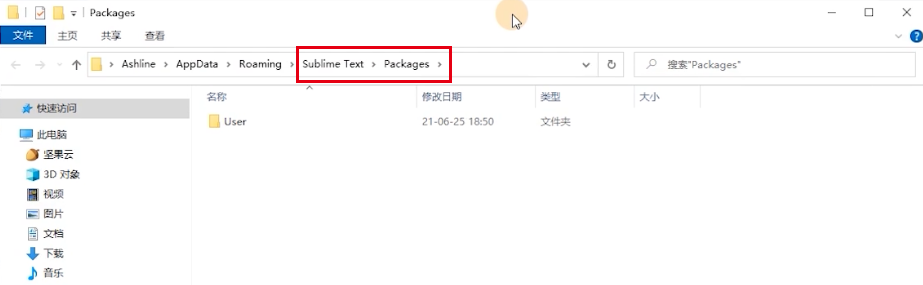 Packages
文件 主页 共享 查看
Ashline > AppData > Roaming > Sublime Text > Packages >
搜索"Packages"
名称 修改日期 类型 大小
快速访问
User 21-06-25 18:50 文件夹
此电脑
坚果云
3D 对象
视频
图片
文档
下载
音乐